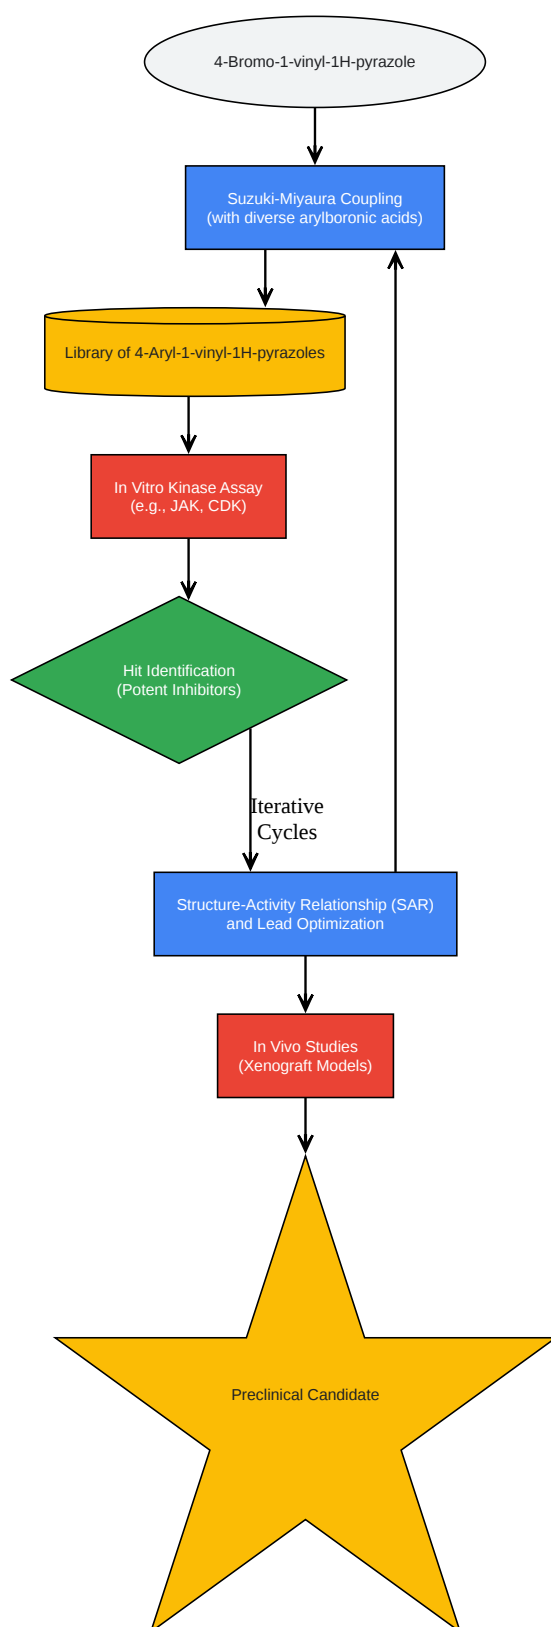 4-Bromo-1-vinyl-1H-pyrazole
Suzuki-Miyaura Coupling
(with diverse arylboronic acids)
Library of 4-Aryl-1-vinyl-1H-pyrazoles
In Vitro Kinase Assay
(e.g., JAK, CDK)
Hit Identification
(Potent Inhibitors)
Iterative
Cycles
Structure-Activity Relationship (SAR)
and Lead Optimization
In Vivo Studies
(Xenograft Models)
Preclinical Candidate